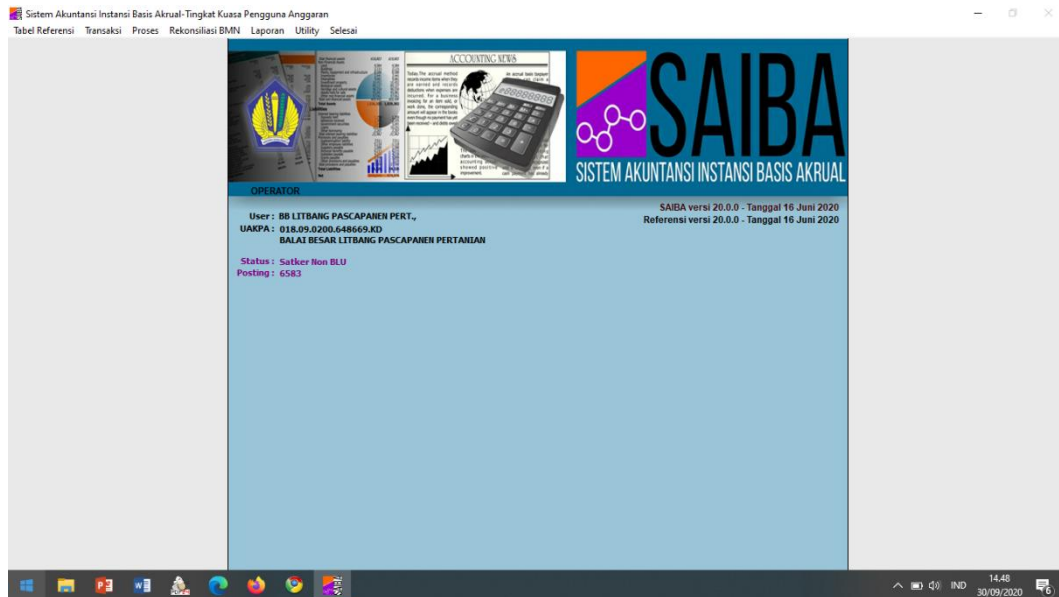 Sistem Akuntansi Instansi Basis Akrual-Tingkat Kuasa Pengguna Anggaran
Tabel Referensi Transaksi Proses Rekonsiliasi BMN Laporan Utility Selesai
ACCOUNTING NEWS
SAIBA
SISTEM AKUNTANSI INSTANSI BASIS AKRUAL
OPERATOR
SAIBA versi 20.0.0 - Tanggal 16 Juni 2020
Referensi versi 20.0.0 - Tanggal 16 Juni 2020
User : BB LITBANG PASCAPANEN PERT.,
UAKPA : 018.09.0200.648669.KD
BALAI BESAR LITBANG PASCAPANEN PERTANIAN
Status : Satker Non BLU
Posting : 6583
IND
14.48
30/09/2020
6